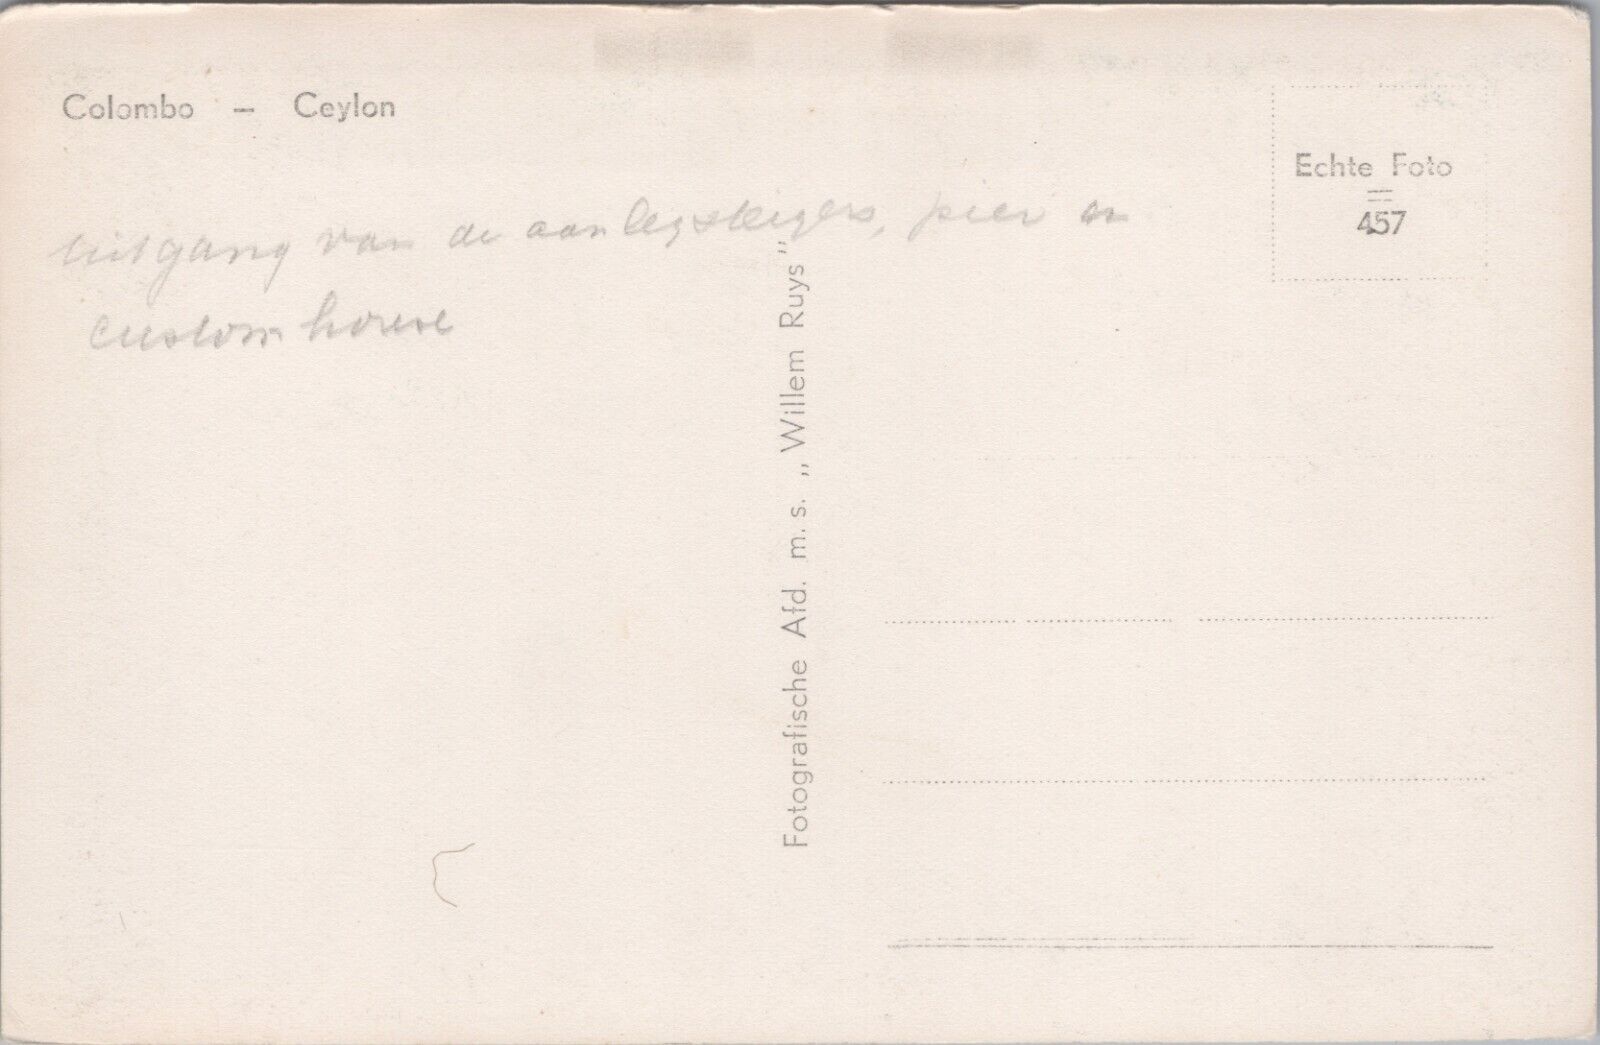 Colombo – Ceylon
Echte Foto
457
uitgang van de aanlegsteigers, pier en
custom house
Fotografische Afd. m. s. „Willem Ruys"